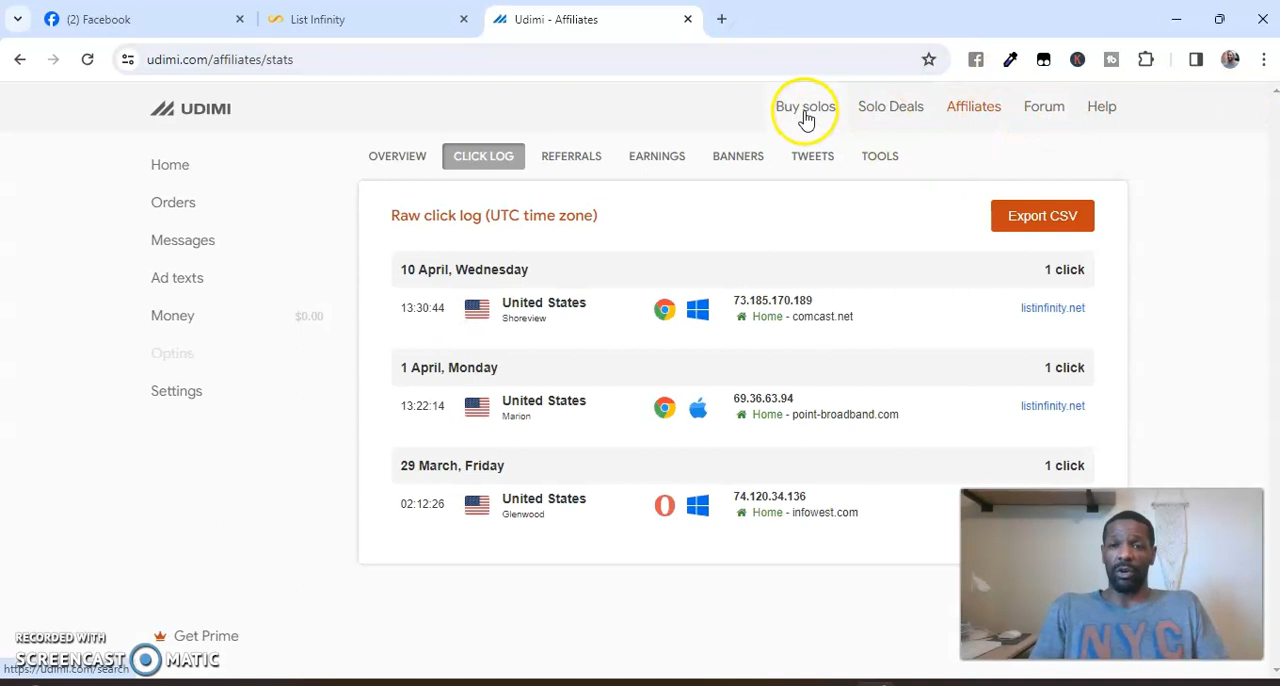 (2) Facebook
List Infinity
Udimi - Affiliates
udimi.com/affiliates/stats
UDIMI
Buy solos
Solo Deals
Affiliates
Forum
Help
Home
Orders
Messages
Ad texts
Money
$0.00
Optins
Settings
Get Prime
OVERVIEW
CLICK LOG
REFERRALS
EARNINGS
BANNERS
TWEETS
TOOLS
Raw click log (UTC time zone)
Export CSV
10 April, Wednesday
1 click
13:30:44
United States
Shoreview
73.185.170.189
Home - comcast.net
listinfinity.net
1 April, Monday
1 click
13:22:14
United States
Marion
69.36.63.94
Home - point-broadband.com
listinfinity.net
29 March, Friday
1 click
02:12:26
United States
Glenwood
74.120.34.136
Home - infowest.com
NYC
RECORDED WITH
SCREENCAST MATIC
https://udimi.com/search